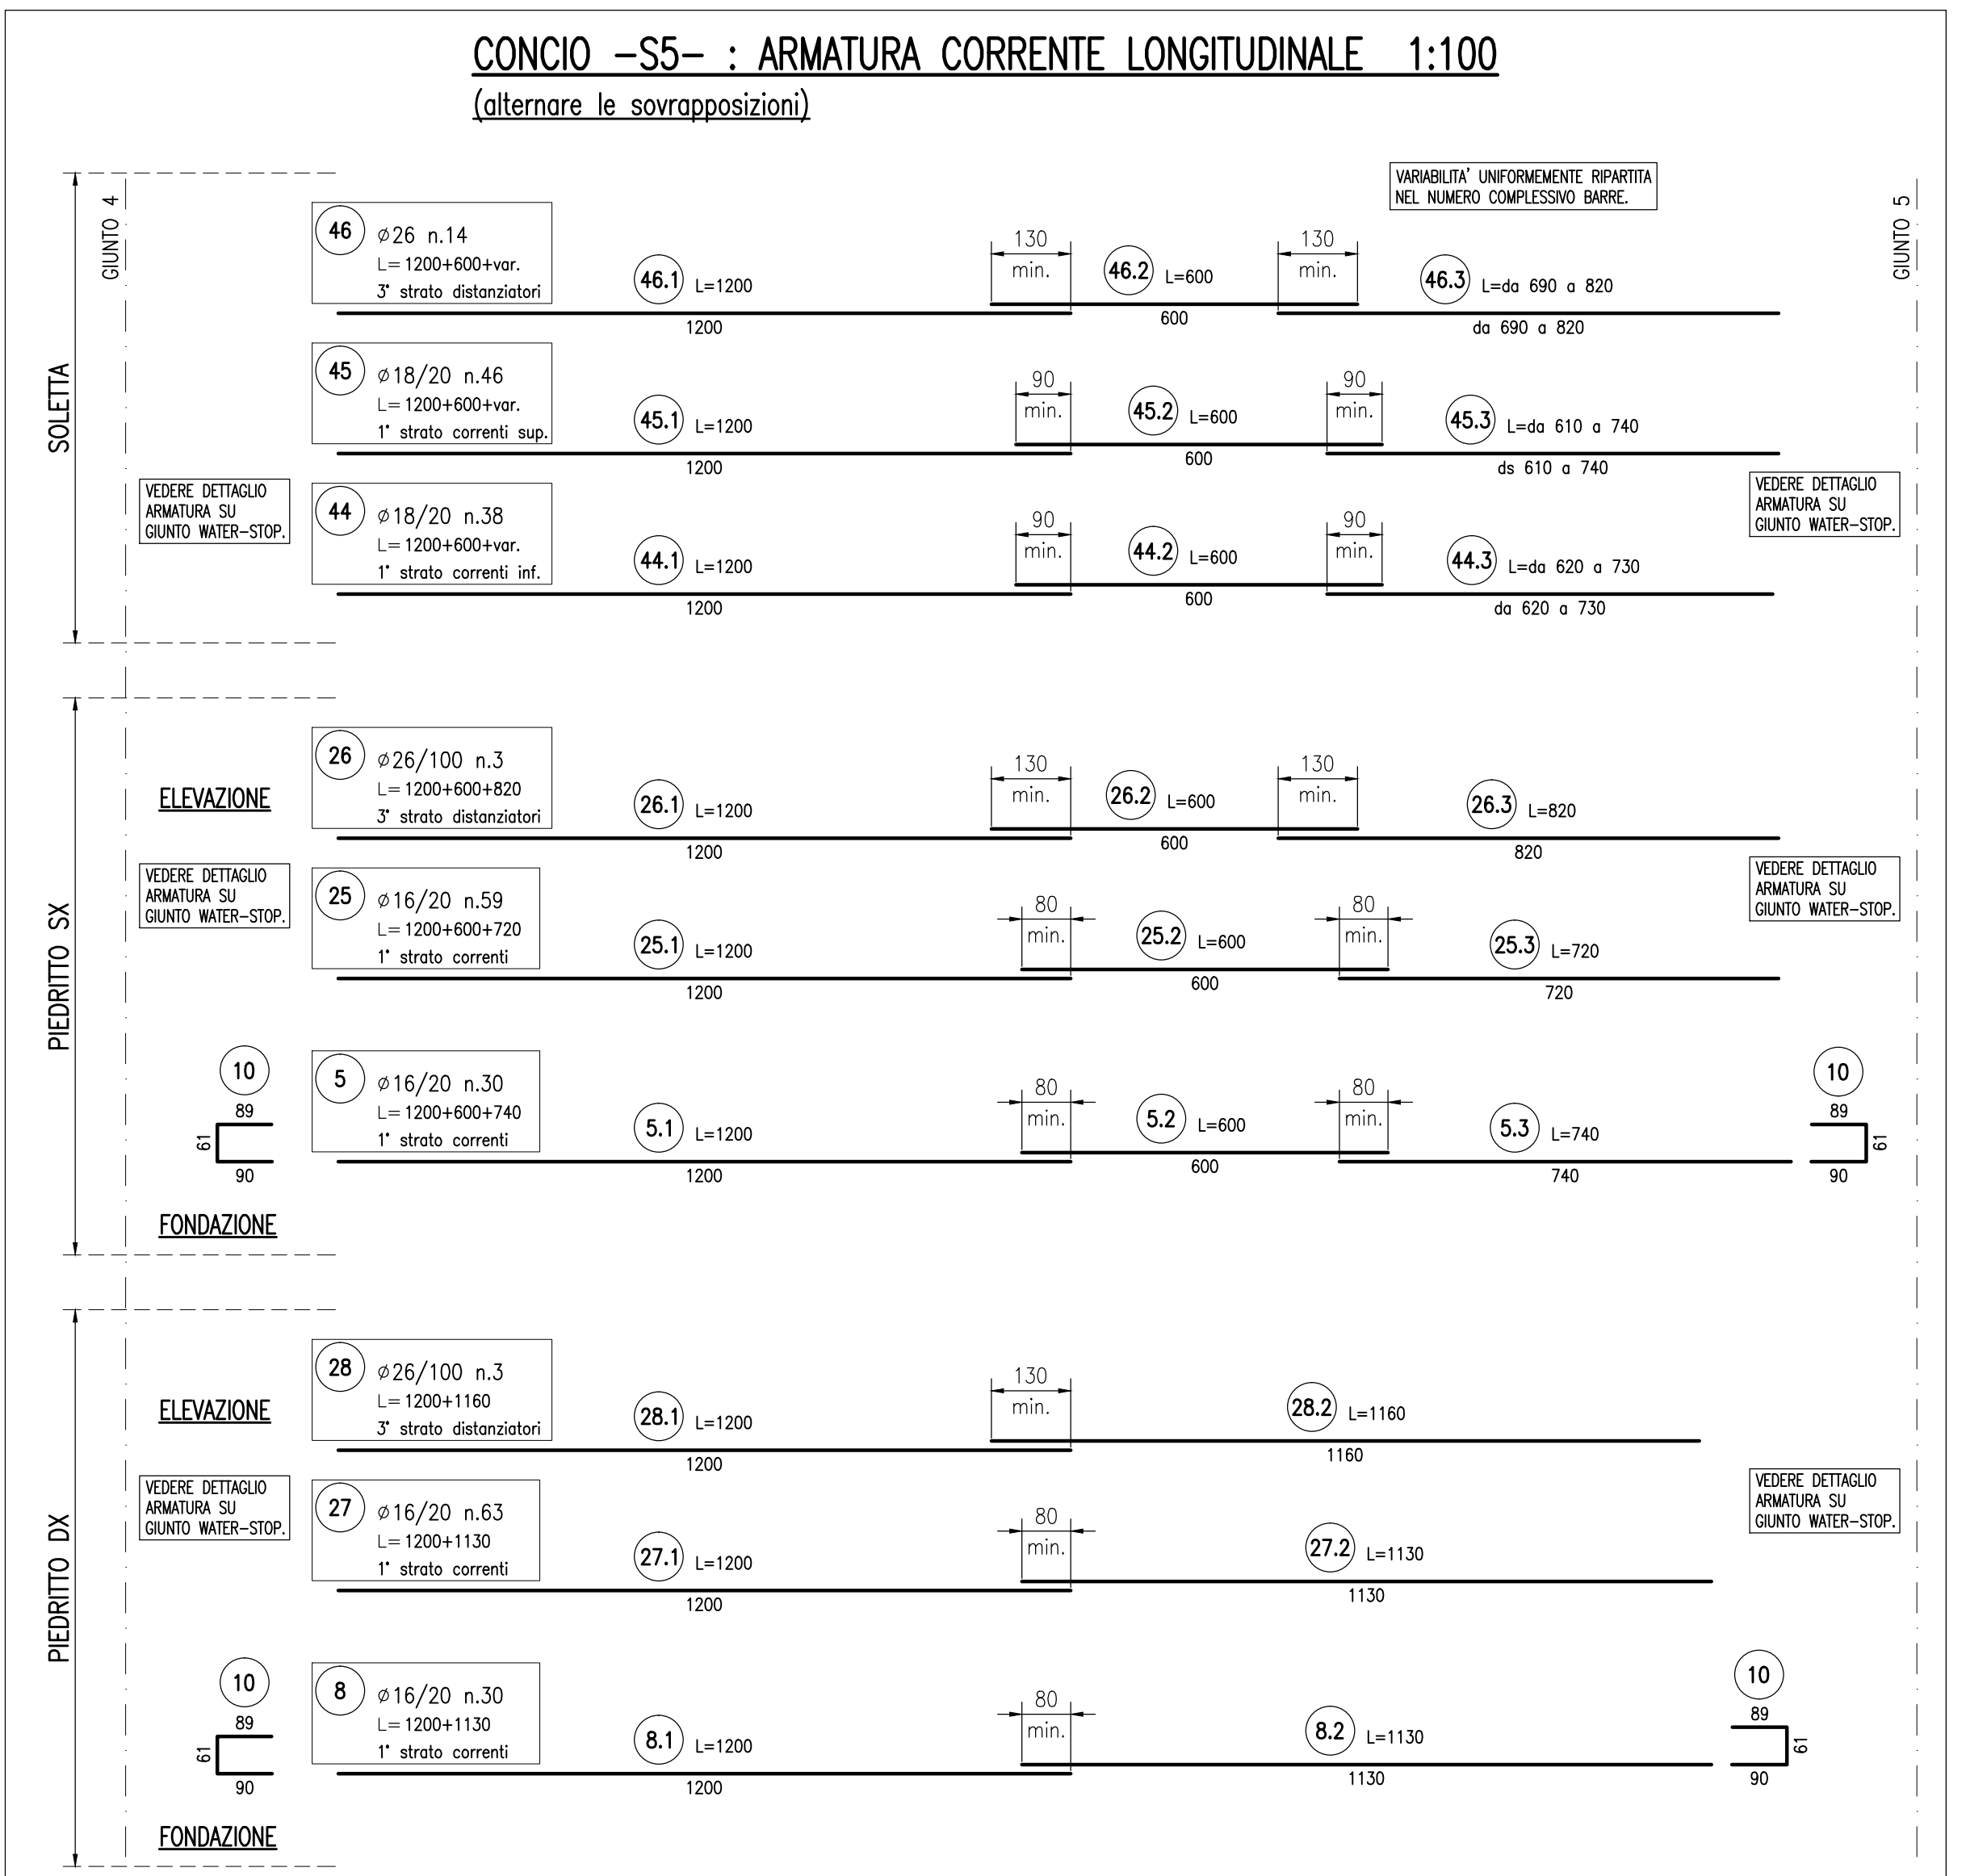 CONCIO -S5- : ARMATURA CORRENTE LONGITUDINALE 1:100
(alternare le sovrapposizioni)
SOLETTA
GIUNTO 4
GIUNTO 5
VARIABILITA' UNIFORMEMENTE RIPARTITA
NEL NUMERO COMPLESSIVO BARRE.
46
ø26 n.14
L=1200+600+var.
3° strato distanziatori
46.1 L=1200
1200
130
min.
46.2 L=600
600
130
min.
46.3 L=da 690 a 820
da 690 a 820
45
ø18/20 n.46
L=1200+600+var.
1° strato correnti sup.
45.1 L=1200
1200
90
min.
45.2 L=600
600
90
min.
45.3 L=da 610 a 740
ds 610 a 740
VEDERE DETTAGLIO
ARMATURA SU
GIUNTO WATER-STOP.
44
ø18/20 n.38
L=1200+600+var.
1° strato correnti inf.
44.1 L=1200
1200
90
min.
44.2 L=600
600
90
min.
44.3 L=da 620 a 730
da 620 a 730
VEDERE DETTAGLIO
ARMATURA SU
GIUNTO WATER-STOP.
PIEDRITTO SX
ELEVAZIONE
26
ø26/100 n.3
L=1200+600+820
3° strato distanziatori
26.1 L=1200
1200
130
min.
26.2 L=600
600
130
min.
26.3 L=820
820
VEDERE DETTAGLIO
ARMATURA SU
GIUNTO WATER-STOP.
25
ø16/20 n.59
L=1200+600+720
1° strato correnti
25.1 L=1200
1200
80
min.
25.2 L=600
600
80
min.
25.3 L=720
720
VEDERE DETTAGLIO
ARMATURA SU
GIUNTO WATER-STOP.
10
89
61
90
5
ø16/20 n.30
L=1200+600+740
1° strato correnti
5.1 L=1200
1200
80
min.
5.2 L=600
600
80
min.
5.3 L=740
740
10
89
61
90
FONDAZIONE
PIEDRITTO DX
ELEVAZIONE
28
ø26/100 n.3
L=1200+1160
3° strato distanziatori
28.1 L=1200
1200
130
min.
28.2 L=1160
1160
VEDERE DETTAGLIO
ARMATURA SU
GIUNTO WATER-STOP.
27
ø16/20 n.63
L=1200+1130
1° strato correnti
27.1 L=1200
1200
80
min.
27.2 L=1130
1130
VEDERE DETTAGLIO
ARMATURA SU
GIUNTO WATER-STOP.
10
89
61
90
8
ø16/20 n.30
L=1200+1130
1° strato correnti
8.1 L=1200
1200
80
min.
8.2 L=1130
1130
10
89
61
90
FONDAZIONE